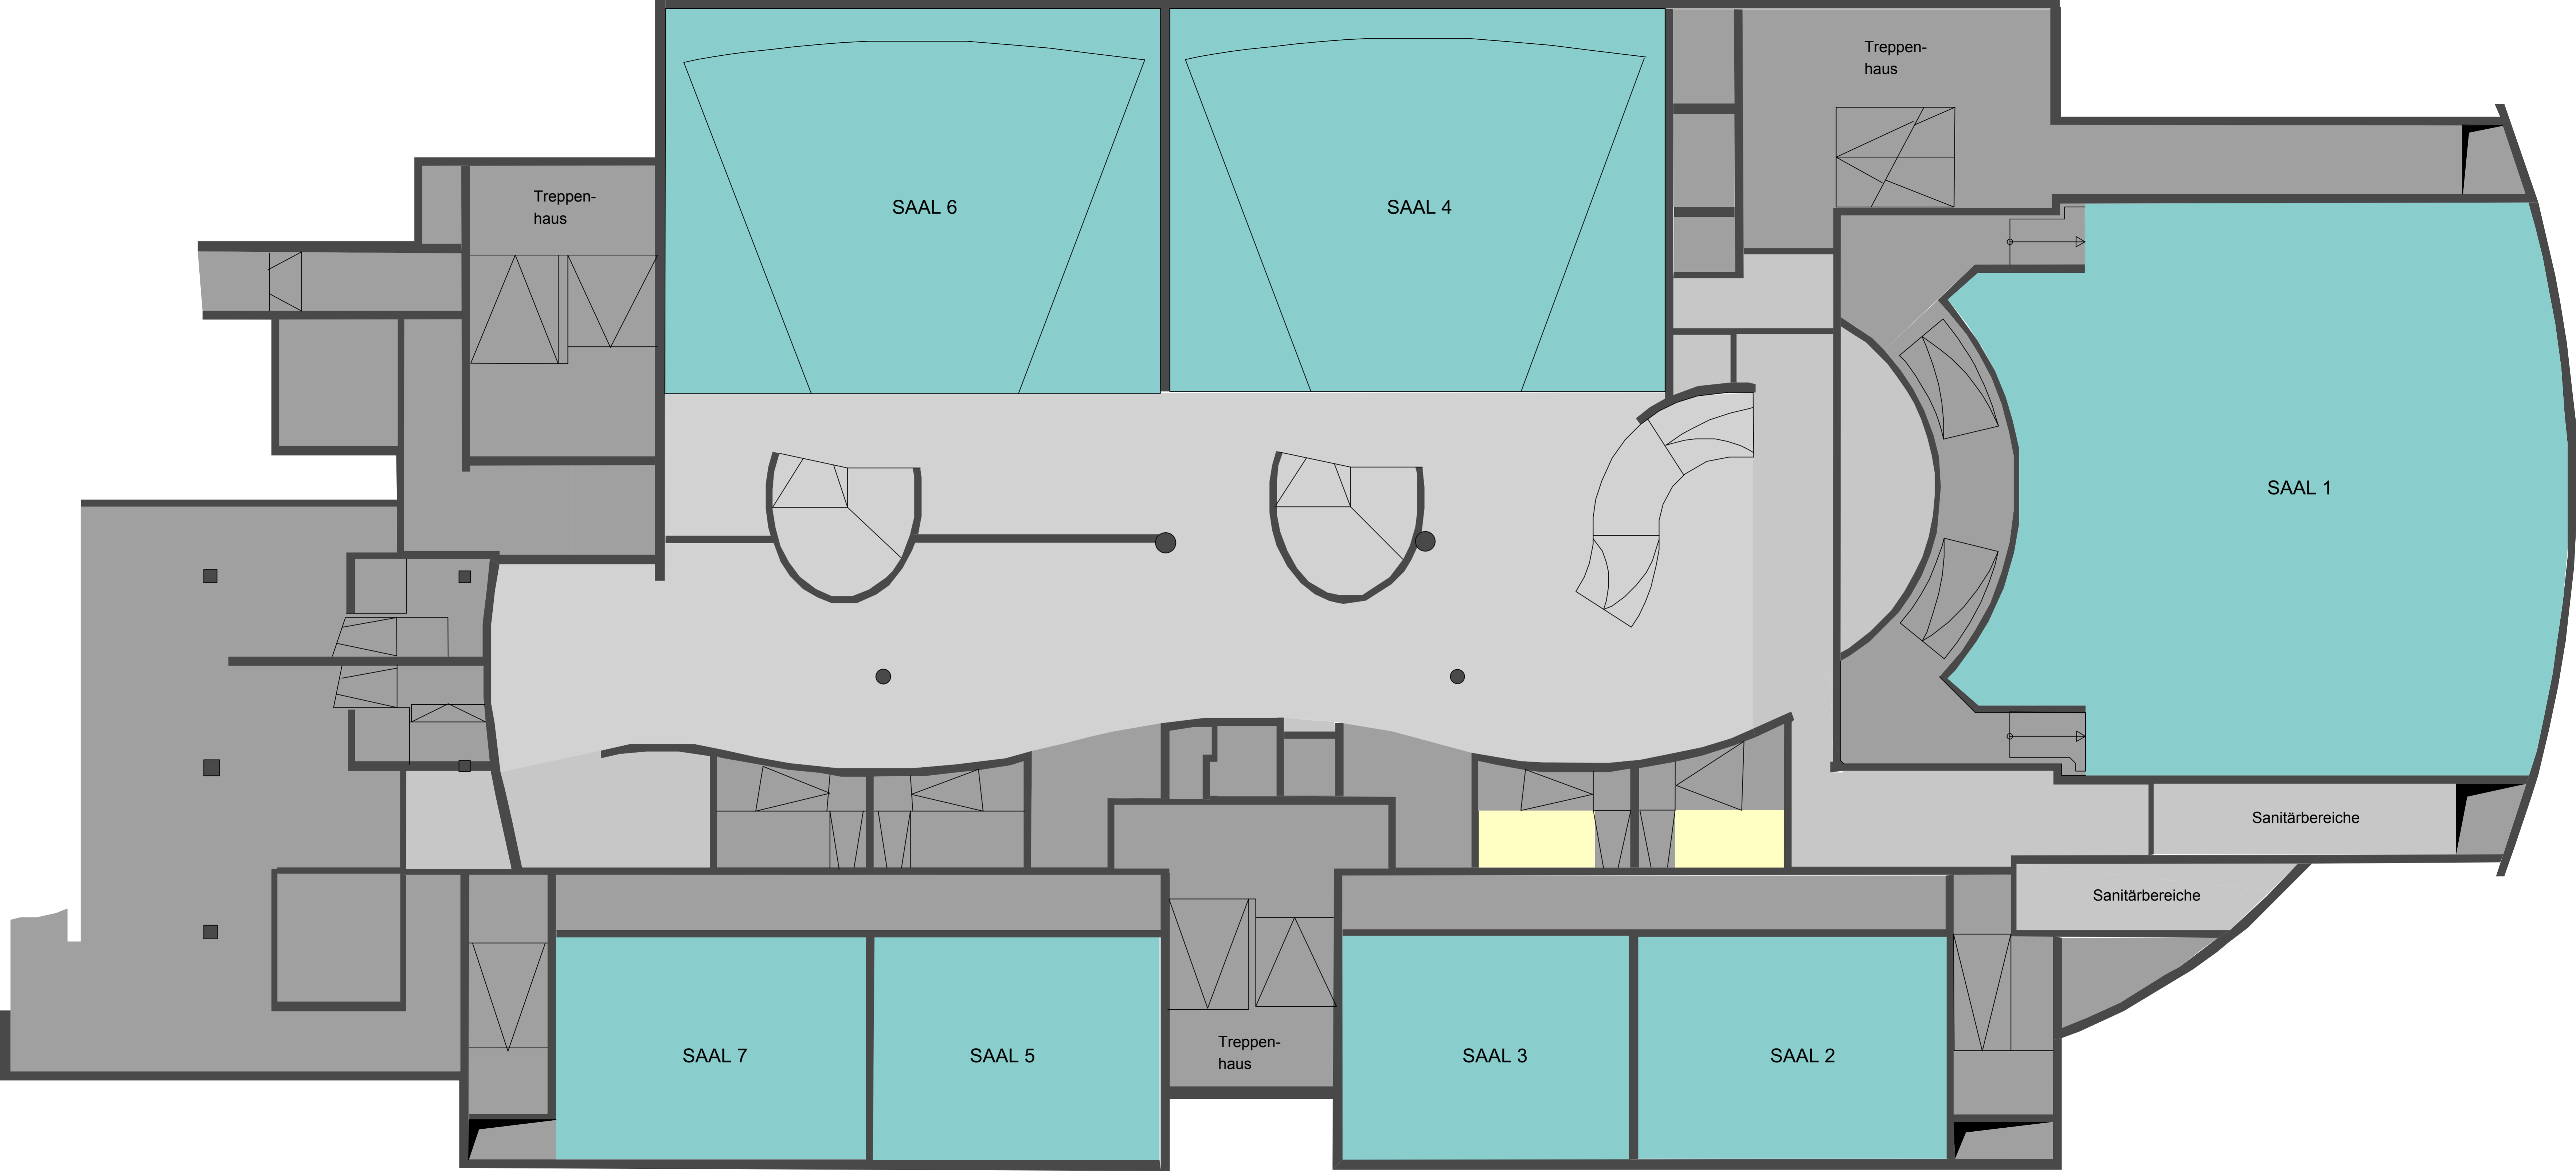 Treppen-
haus
Treppen-
haus
SAAL 6
SAAL 4
SAAL 1
Sanitärbereiche
Sanitärbereiche
SAAL 7
SAAL 5
Treppen-
haus
SAAL 3
SAAL 2